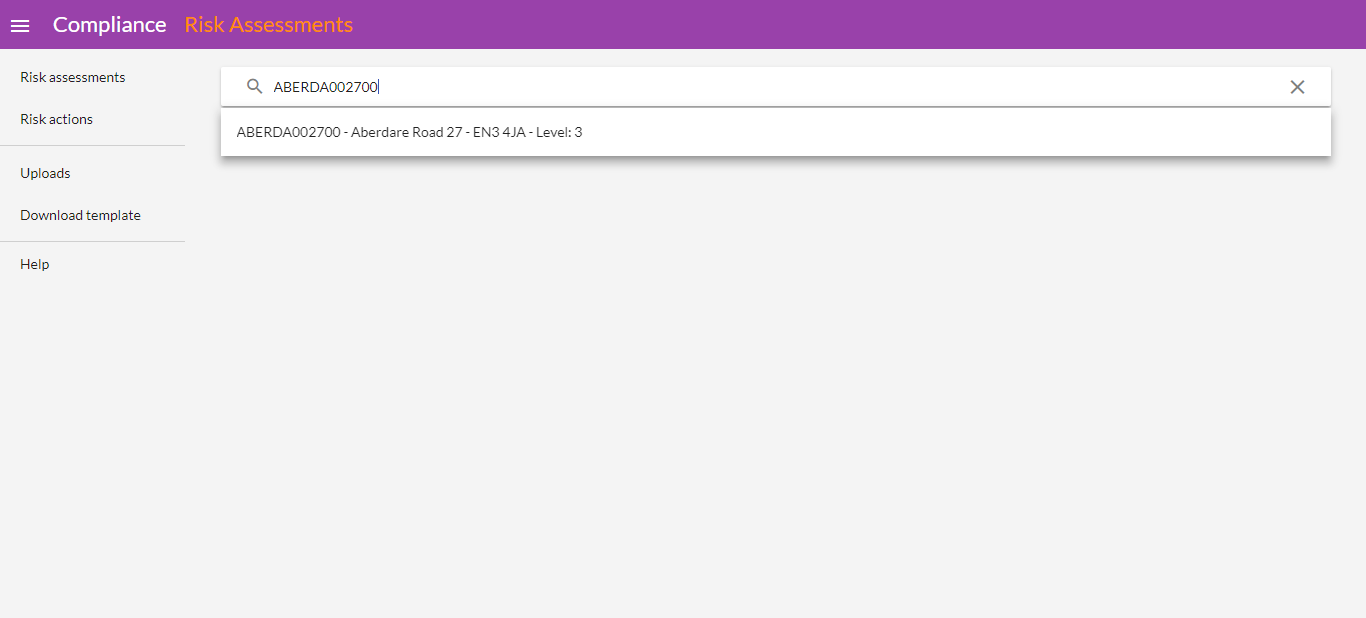 Compliance Risk Assessments
Risk assessments
Risk actions
Uploads
Download template
Help
ABERDA002700
ABERDA002700 - Aberdare Road 27 - EN3 4JA - Level: 3